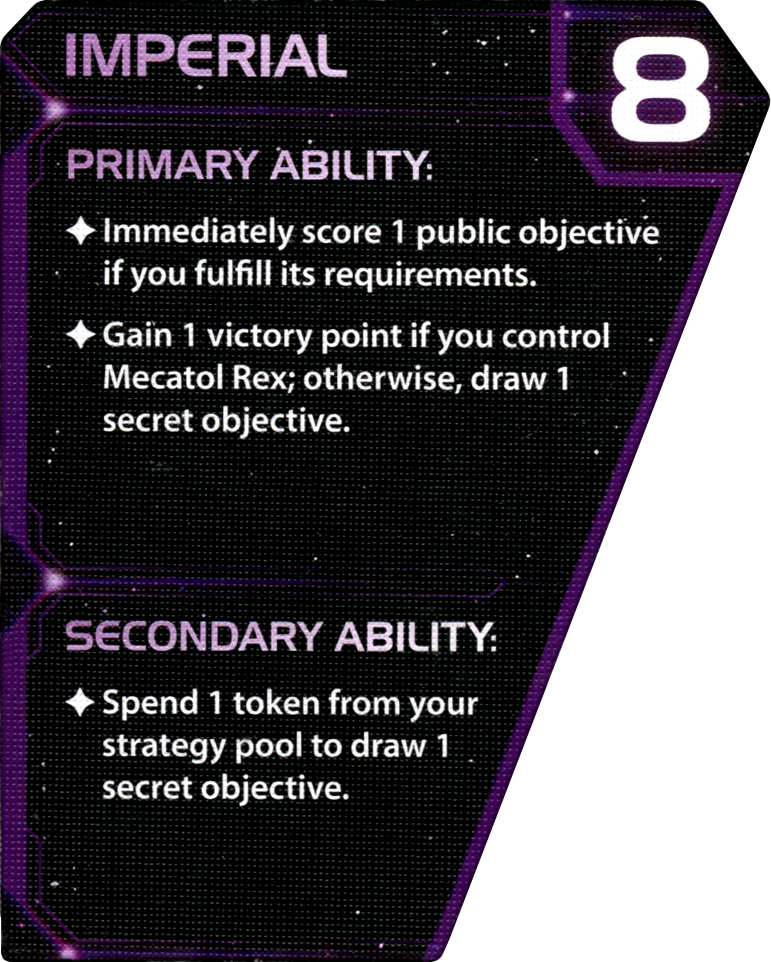 IMPERIAL
8
PRIMARY ABILITY:
Immediately score 1 public objective
if you fulfill its requirements.
Gain 1 victory point if you control
Mecatol Rex; otherwise, draw 1
secret objective.
SECONDARY ABILITY:
Spend 1 token from your
strategy pool to draw 1
secret objective.